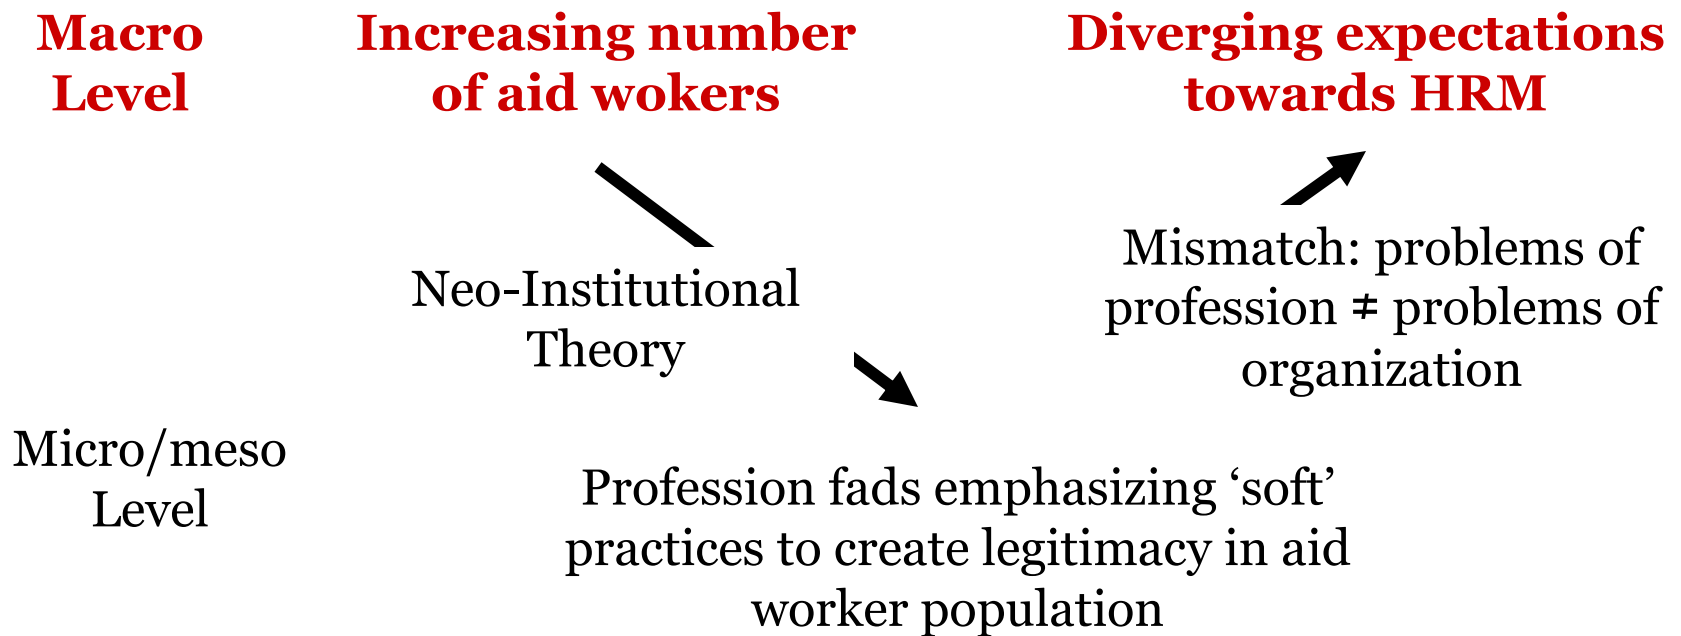 Macro
Level
Increasing number
of aid wokers
Diverging expectations
towards HRM
Neo-Institutional
Theory
Mismatch: problems of
profession ≠ problems of
organization
Micro/meso
Level
Profession fads emphasizing ‘soft’
practices to create legitimacy in aid
worker population